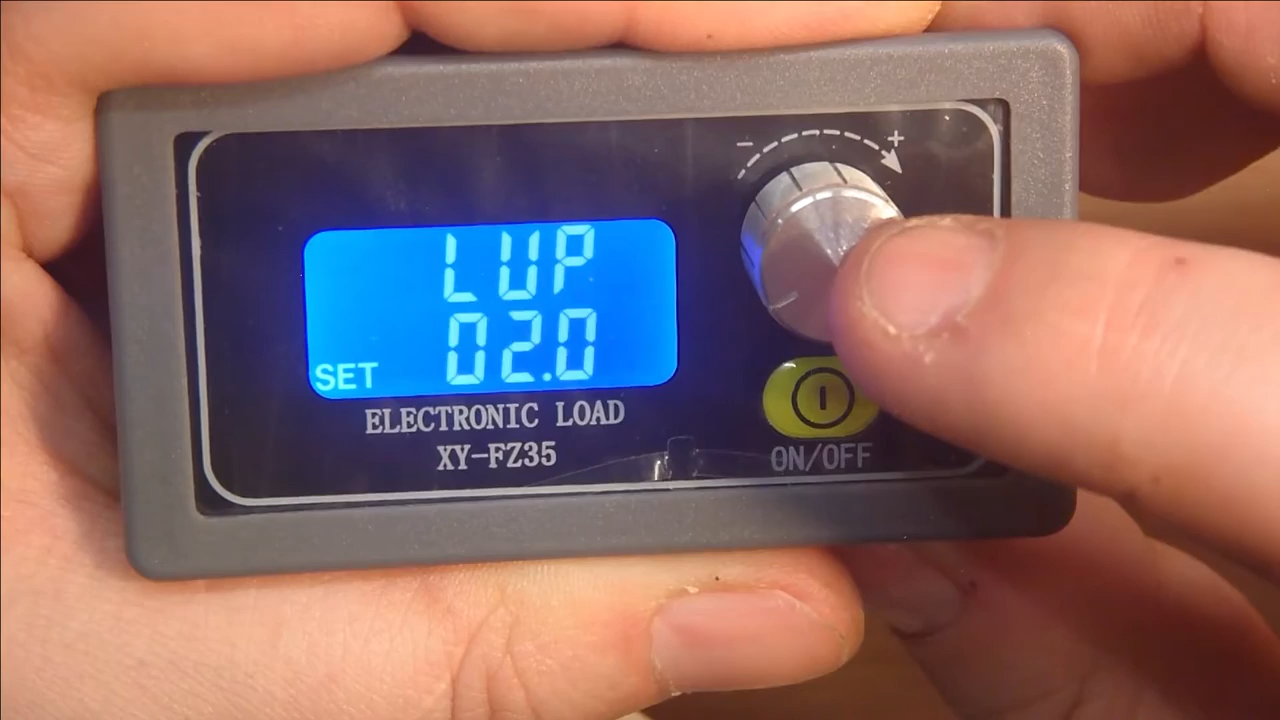 - +
LUP
02.0
SET
ELECTRONIC LOAD
XY-FZ35
ON/OFF